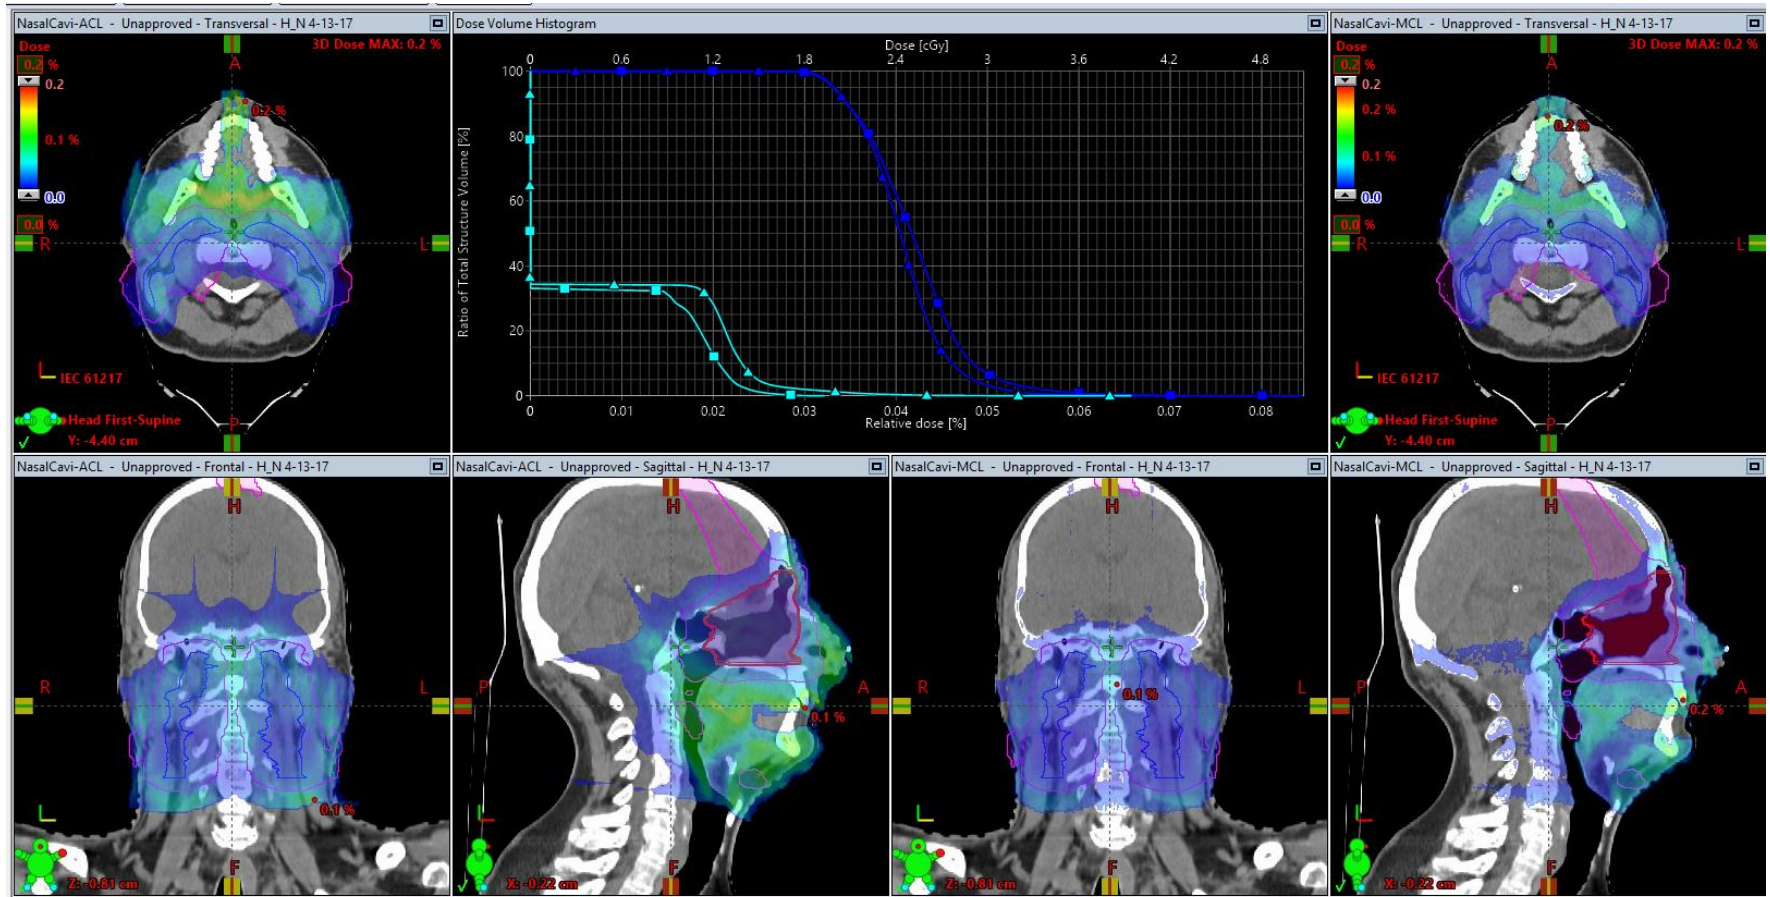 NasalCavi-ACL - Unapproved - Transversal - H_N 4-13-17
Dose
0.2 %
3D Dose MAX: 0.2 %
0.2
A
0.2 %
0.1 %
0.0
0.0 %
R
L
IEC 61217
Head First-Supine
P
Y: -4.40 cm
Dose Volume Histogram
Dose [cGy]
0 0.6 1.2 1.8 2.4 3 3.6 4.2 4.8
100
80
60
40
20
0
Ratio of Total Structure Volume [%]
0 0.01 0.02 0.03 0.04 0.05 0.06 0.07 0.08
Relative dose [%]
NasalCavi-MCL - Unapproved - Transversal - H_N 4-13-17
Dose
0.2 %
3D Dose MAX: 0.2 %
0.2
A
0.2 %
0.2 %
0.1 %
0.0
0.0 %
R
L
IEC 61217
Head First-Supine
P
Y: -4.40 cm
NasalCavi-ACL - Unapproved - Frontal - H_N 4-13-17
H
R
L
0.1 %
F
Z: -0.81 cm
NasalCavi-ACL - Unapproved - Sagittal - H_N 4-13-17
H
P
A
0.1 %
F
X: -0.22 cm
NasalCavi-MCL - Unapproved - Frontal - H_N 4-13-17
H
R
L
0.1 %
F
Z: -0.81 cm
NasalCavi-MCL - Unapproved - Sagittal - H_N 4-13-17
H
P
A
0.2 %
F
X: -0.22 cm